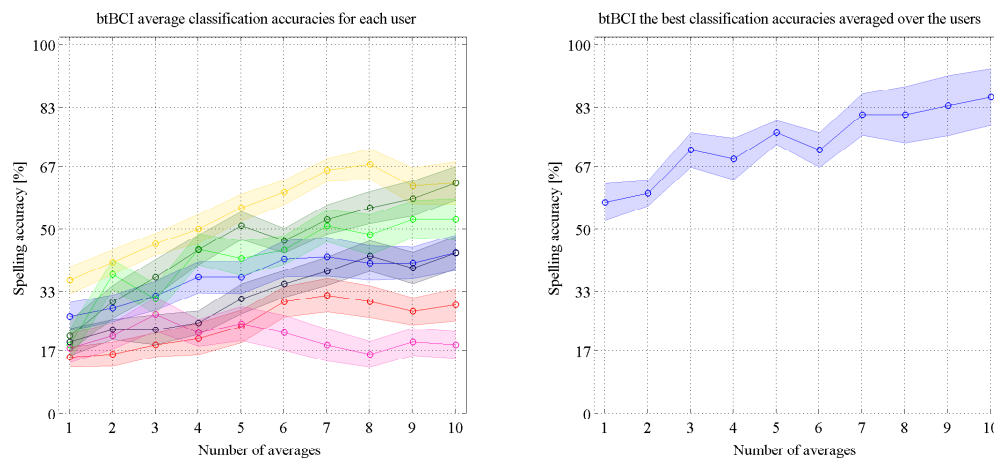 btBCI average classification accuracies for each user
100
83
67
50
33
17
0
Spelling accuracy [%]
1 2 3 4 5 6 7 8 9 10
Number of averages
btBCI the best classification accuracies averaged over the users
100
83
67
50
33
17
0
Spelling accuracy [%]
1 2 3 4 5 6 7 8 9 10
Number of averages